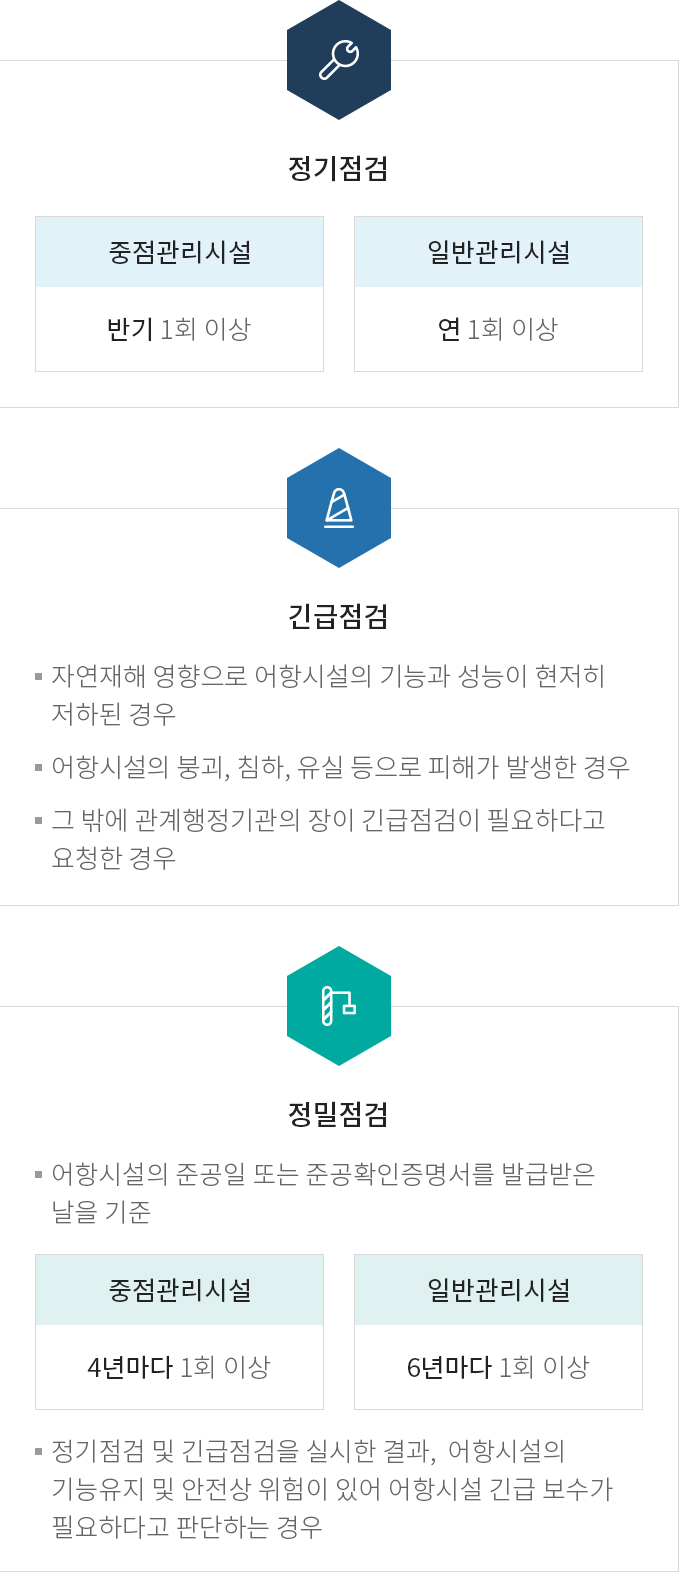 정기점검
중점관리시설
반기 1회 이상
일반관리시설
연 1회 이상
긴급점검
자연재해 영향으로 어항시설의 기능과 성능이 현저히
저하된 경우
어항시설의 붕괴, 침하, 유실 등으로 피해가 발생한 경우
그 밖에 관계행정기관의 장이 긴급점검이 필요하다고
요청한 경우
정밀점검
어항시설의 준공일 또는 준공확인증명서를 발급받은
날을 기준
중점관리시설
4년마다 1회 이상
일반관리시설
6년마다 1회 이상
정기점검 및 긴급점검을 실시한 결과, 어항시설의
기능유지 및 안전상 위험이 있어 어항시설 긴급 보수가
필요하다고 판단하는 경우